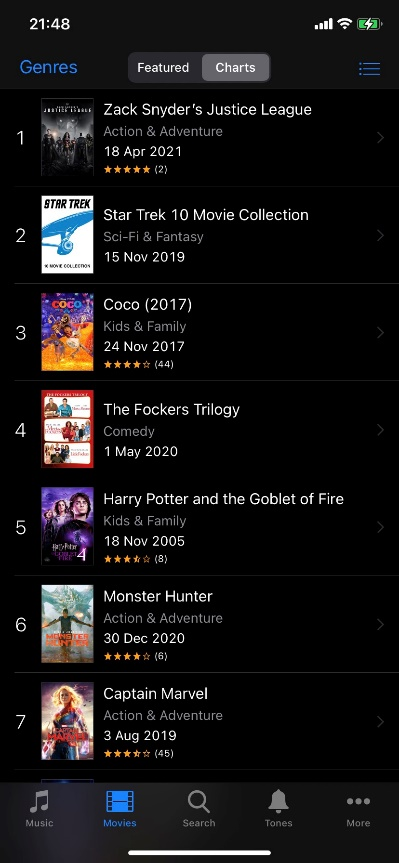 21:48
Genres
Featured
Charts
1
JUSTICE LEAGUE
Zack Snyder's Justice League
Action & Adventure
18 Apr 2021
★★★★★ (2)
2
STAR TREK
10 MOVIE COLLECTION
Star Trek 10 Movie Collection
Sci-Fi & Fantasy
15 Nov 2019
3
COCO
Coco (2017)
Kids & Family
24 Nov 2017
★★★★☆ (44)
4
THE FOCKERS TRILOGY
The Fockers Trilogy
Comedy
1 May 2020
5
Harry Potter
GOBLET OF FIRE
4
Harry Potter and the Goblet of Fire
Kids & Family
18 Nov 2005
(8)
6
MONSTER HUNTER
Monster Hunter
Action & Adventure
30 Dec 2020
★★★★☆ (6)
7
CAPTAIN MARVEL
Captain Marvel
Action & Adventure
3 Aug 2019
(45)
Music
Movies
Search
Tones
More